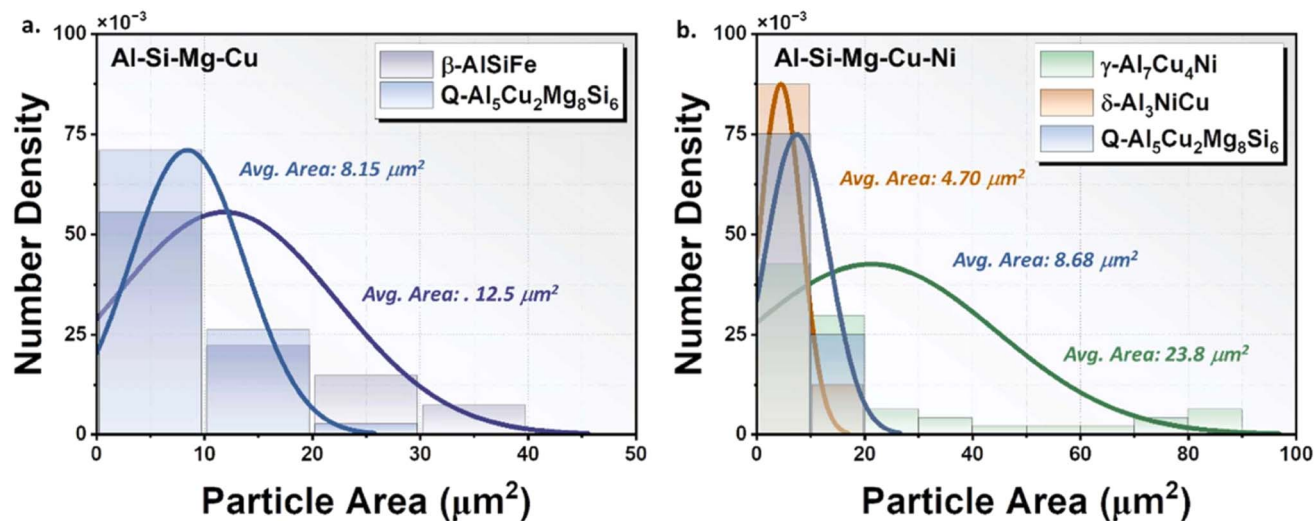 a.
×10⁻³
100
75
50
25
0
Number Density
Al-Si-Mg-Cu
β-AlSiFe
Q-Al₅Cu₂Mg₈Si₆
Avg. Area: 8.15 μm²
Avg. Area: . 12.5 μm²
0 10 20 30 40 50
Particle Area (μm²)
b.
×10⁻³
100
75
50
25
0
Number Density
Al-Si-Mg-Cu-Ni
γ-Al₇Cu₄Ni
δ-Al₃NiCu
Q-Al₅Cu₂Mg₈Si₆
Avg. Area: 4.70 μm²
Avg. Area: 8.68 μm²
Avg. Area: 23.8 μm²
0 20 40 60 80 100
Particle Area (μm²)